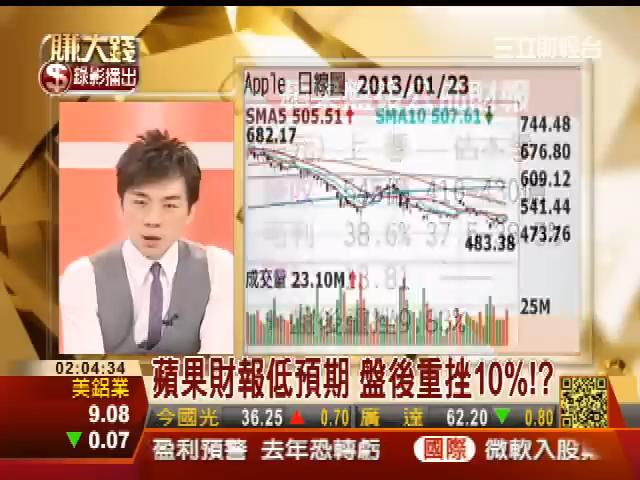 賺大錢
$錄影播出
三立財經台
Apple 日線圖 2013/01/23
SMA5 505.51↑ SMA10 507.61↓
682.17
744.48
676.80
609.12
541.44
473.76
483.38
38.6%
成交量 23.10M↑
25M
02:04:34
蘋果財報低預期 盤後重挫10%!?
美鋁業
9.08
▼0.07
今國光 36.25 ▲ 0.70 廣達 62.20 ▼ 0.80
盈利預警 去年恐轉虧 國際 微軟入股